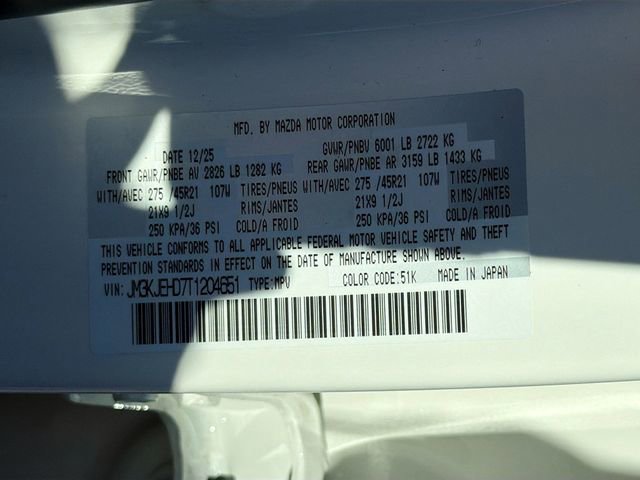 MFD. BY MAZDA MOTOR CORPORATION
DATE 12/25 GVWR/PNBV 6001 LB 2722 KG
FRONT GAWR/PNBE AV 2826 LB 1282 KG REAR GAWR/PNBE AR 3159 LB 1433 KG
WITH/AVEC 275 /45R21 107W TIRES/PNEUS WITH/AVEC 275 /45R21 107W TIRES/PNEUS
21X9 1/2J RIMS/JANTES 21X9 1/2J RIMS/JANTES
250 KPA/36 PSI COLD/A FROID 250 KPA/36 PSI COLD/A FROID
THIS VEHICLE CONFORMS TO ALL APPLICABLE FEDERAL MOTOR VEHICLE SAFETY AND THEFT
PREVENTION STANDARDS IN EFFECT ON THE DATE OF MANUFACTURE SHOWN ABOVE.
VIN: JM3KJEHD7T1204651 TYPE: MPV COLOR CODE: 51K MADE IN JAPAN